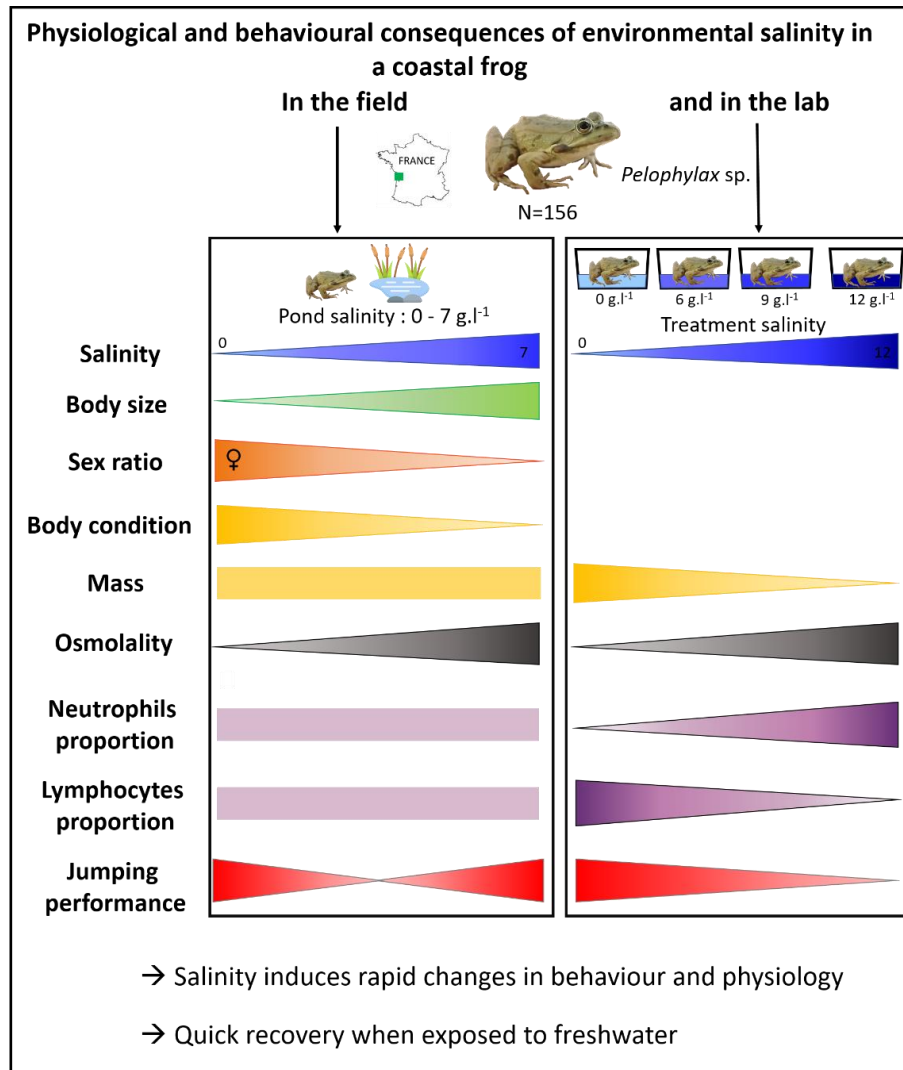 Physiological and behavioural consequences of environmental salinity in
a coastal frog
In the field
and in the lab
FRANCE
Pelophylax sp.
N=156
0 g.l⁻¹
6 g.l⁻¹
9 g.l⁻¹
12 g.l⁻¹
Pond salinity : 0 - 7 g.l⁻¹
Treatment salinity
Salinity
0
7
0
12
Body size
Sex ratio
♀
Body condition
Mass
Osmolality
Neutrophils
proportion
Lymphocytes
proportion
Jumping
performance
→ Salinity induces rapid changes in behaviour and physiology
→ Quick recovery when exposed to freshwater